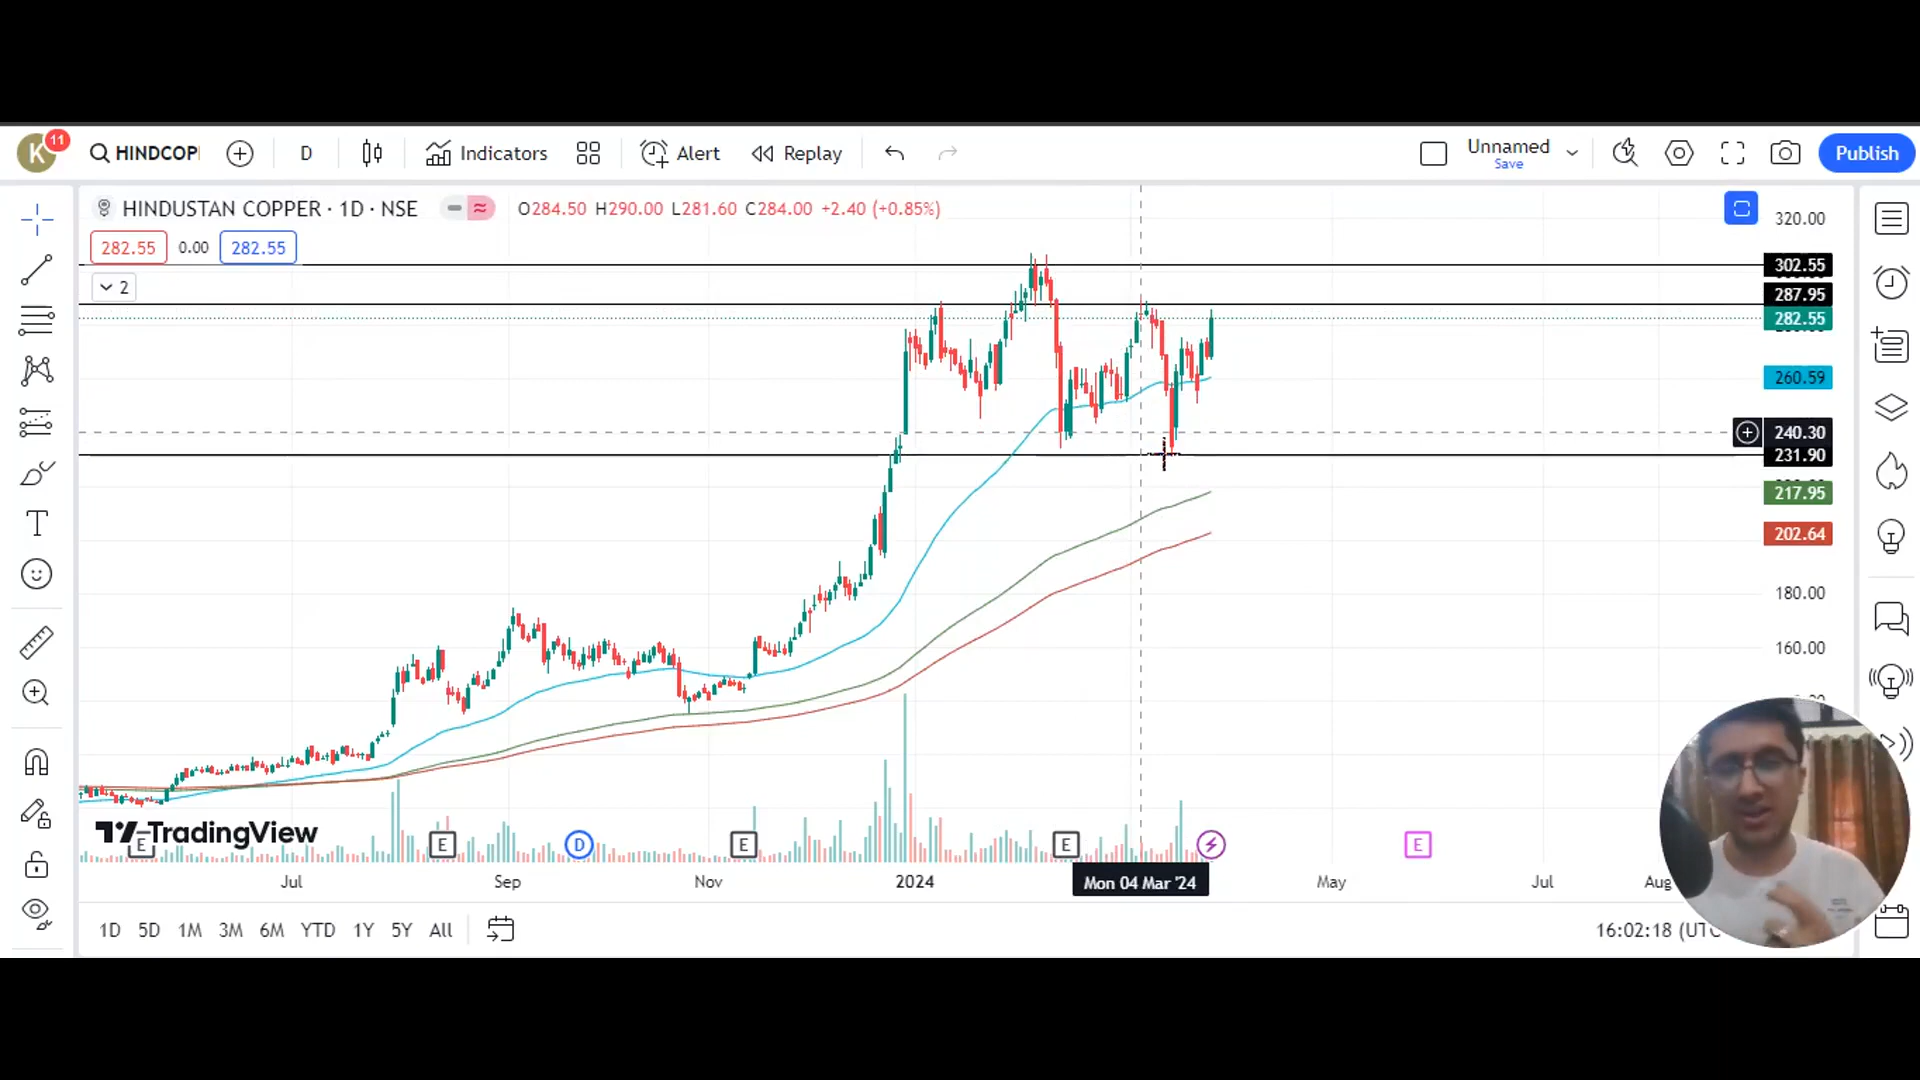 K 11 HINDCOP D Indicators Alert Replay Unnamed Save Publish
HINDUSTAN COPPER · 1D · NSE O284.50 H290.00 L281.60 C284.00 +2.40 (+0.85%)
282.55 0.00 282.55
2
320.00
302.55
287.95
282.55
260.59
240.30
231.90
217.95
202.64
180.00
160.00
TradingView
E E D E E E
Jul Sep Nov 2024 Mon 04 Mar '24 May Jul Aug
1D 5D 1M 3M 6M YTD 1Y 5Y All 16:02:18 (UTC